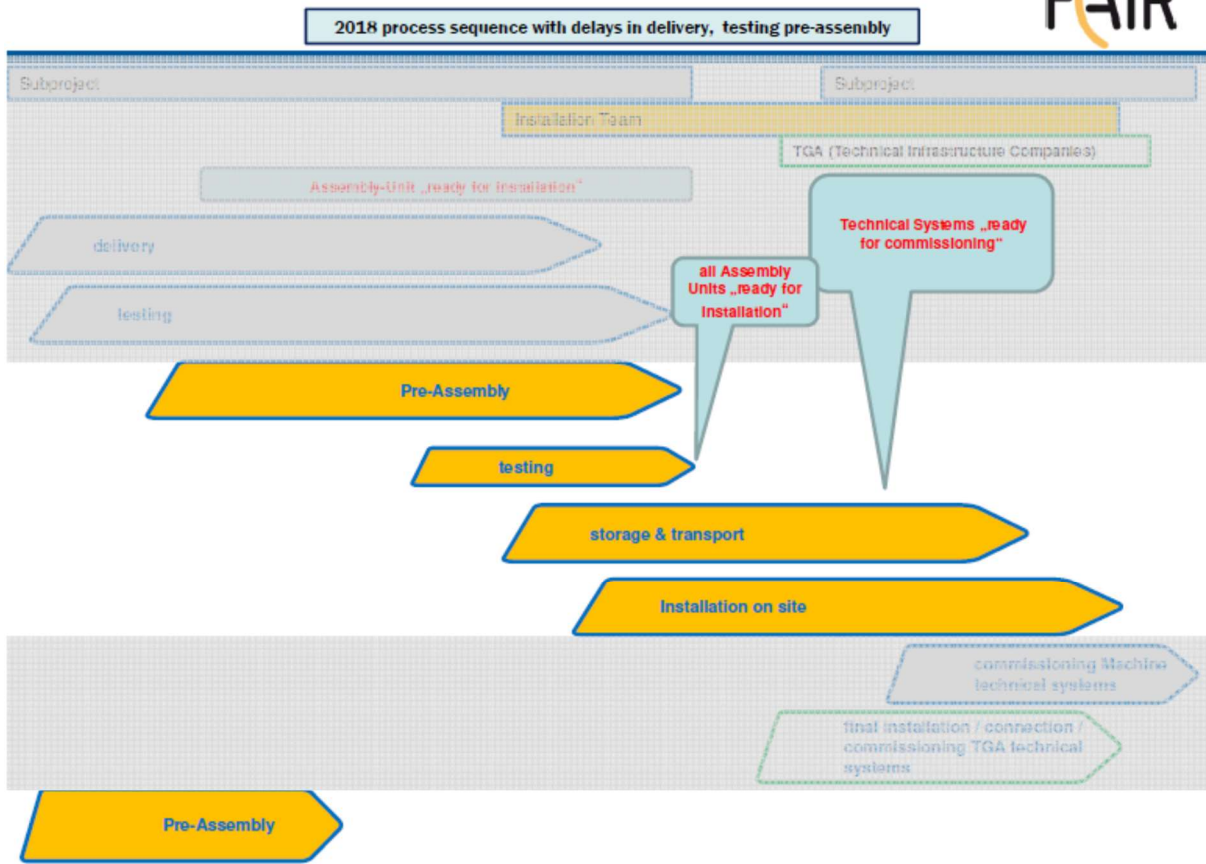 FAIR
2018 process sequence with delays in delivery, testing pre-assembly
Subproject
Subproject
Installation Team
TGA (Technical Infrastructure Companies)
Assembly-Unit „ready for Installation“
Technical Systems „ready
for commissioning“
delivery
all Assembly
Units „ready for
Installation“
testing
Pre-Assembly
testing
storage & transport
Installation on site
commissioning Machine
technical systems
final installation / connection /
commissioning TGA technical
systems
Pre-Assembly